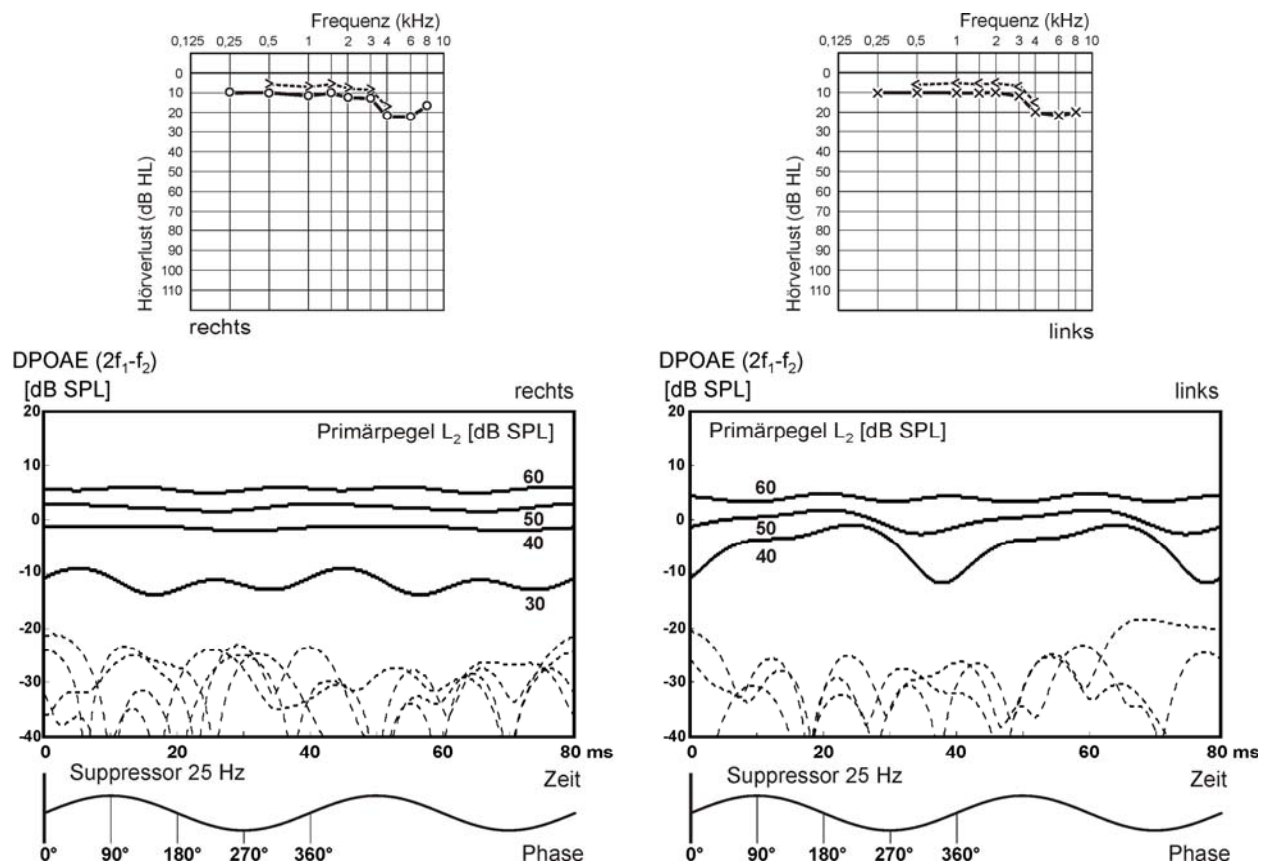 Frequenz (kHz)
0,125 0,25 0,5 1 2 3 4 6 8 10
Hörverlust (dB HL)
0
10
20
30
40
50
60
70
80
90
100
110
rechts
Frequenz (kHz)
0,125 0,25 0,5 1 2 3 4 6 8 10
Hörverlust (dB HL)
0
10
20
30
40
50
60
70
80
90
100
110
links
DPOAE (2f₁-f₂)
[dB SPL] rechts
20
10
0
-10
-20
-30
-40
Primärpegel L₂ [dB SPL]
60
50
40
30
0 20 40 60 80 ms
Suppressor 25 Hz Zeit
0° 90° 180° 270° 360° Phase
DPOAE (2f₁-f₂)
[dB SPL] links
20
10
0
-10
-20
-30
-40
Primärpegel L₂ [dB SPL]
60
50
40
0 20 40 60 80 ms
Suppressor 25 Hz Zeit
0° 90° 180° 270° 360° Phase